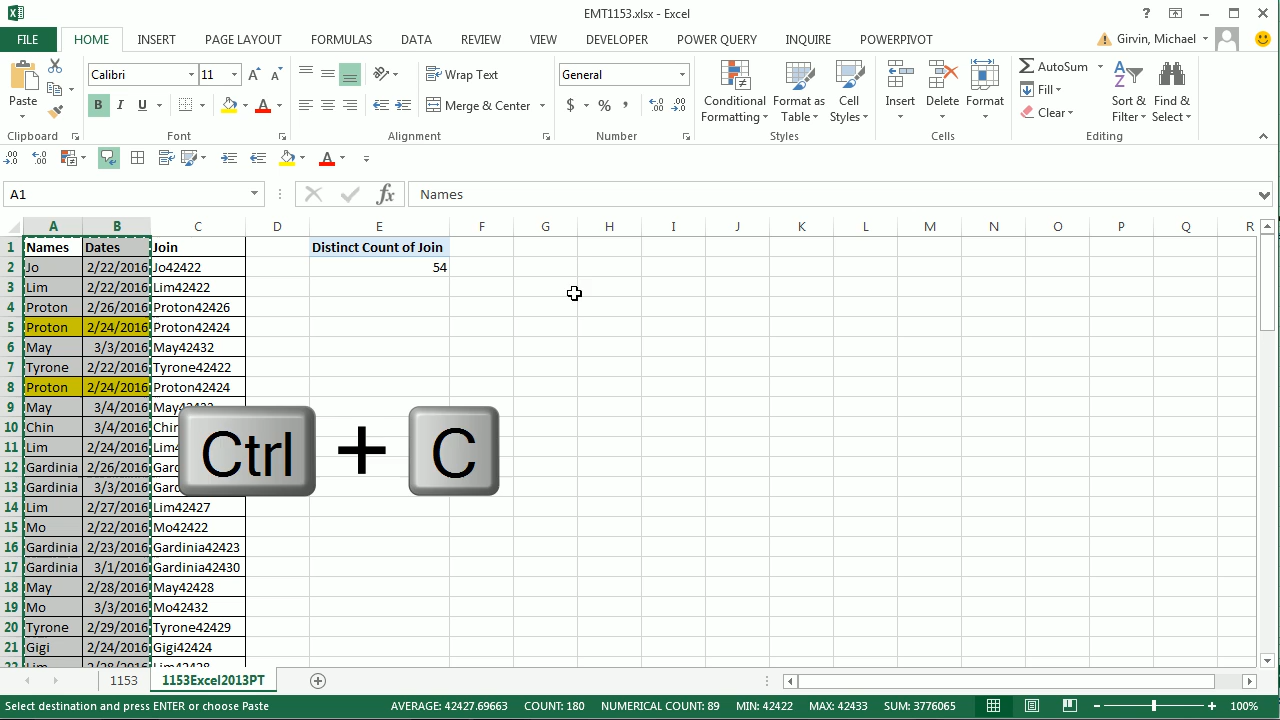 EMT1153.xlsx - Excel
FILE HOME INSERT PAGE LAYOUT FORMULAS DATA REVIEW VIEW DEVELOPER POWER QUERY INQUIRE POWERPIVOT Girvin, Michael
Calibri 11 Wrap Text General AutoSum
Paste Fill
B I U Merge & Center $ % , Conditional Formatting Format as Table Cell Styles Insert Delete Format Clear Sort & Filter Find & Select
Clipboard Font Alignment Number Styles Cells Editing
A1 fx Names
A B C D E F G H I J K L M N O P Q R
1 Names Dates Join Distinct Count of Join
2 Jo 2/22/2016 Jo42422 54
3 Lim 2/22/2016 Lim42422
4 Proton 2/26/2016 Proton42426
5 Proton 2/24/2016 Proton42424
6 May 3/3/2016 May42432
7 Tyrone 2/22/2016 Tyrone42422
8 Proton 2/24/2016 Proton42424
9 May 3/4/2016
10 Chin 3/4/2016
11 Lim 2/24/2016
12 Gardinia 2/26/2016
13 Gardinia 3/3/2016
Ctrl + C
14 Lim 2/27/2016 Lim42427
15 Mo 2/22/2016 Mo42422
16 Gardinia 2/23/2016 Gardinia42423
17 Gardinia 3/1/2016 Gardinia42430
18 May 2/28/2016 May42428
19 Mo 3/3/2016 Mo42432
20 Tyrone 2/29/2016 Tyrone42429
21 Gigi 2/24/2016 Gigi42424
1153 1153Excel2013PT
Select destination and press ENTER or choose Paste AVERAGE: 42427.69663 COUNT: 180 NUMERICAL COUNT: 89 MIN: 42422 MAX: 42433 SUM: 3776065 100%